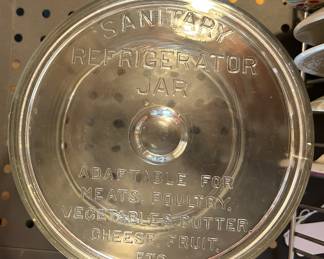 SANITARY
REFRIGERATOR
JAR
ADAPTABLE FOR
MEATS, POULTRY,
VEGETABLES, BUTTER,
CHEESE, FRUIT,
ETC.